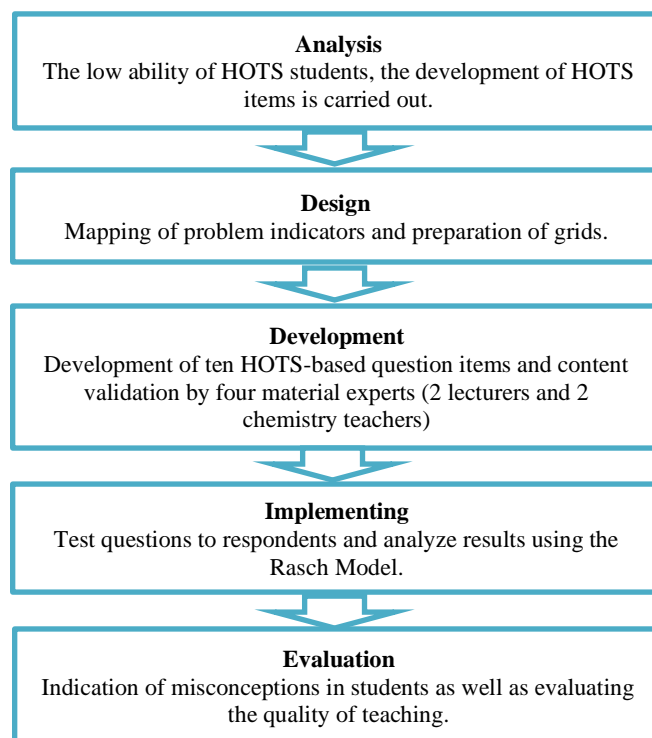 Analysis
The low ability of HOTS students, the development of HOTS
items is carried out.
Design
Mapping of problem indicators and preparation of grids.
Development
Development of ten HOTS-based question items and content
validation by four material experts (2 lecturers and 2
chemistry teachers)
Implementing
Test questions to respondents and analyze results using the
Rasch Model.
Evaluation
Indication of misconceptions in students as well as evaluating
the quality of teaching.